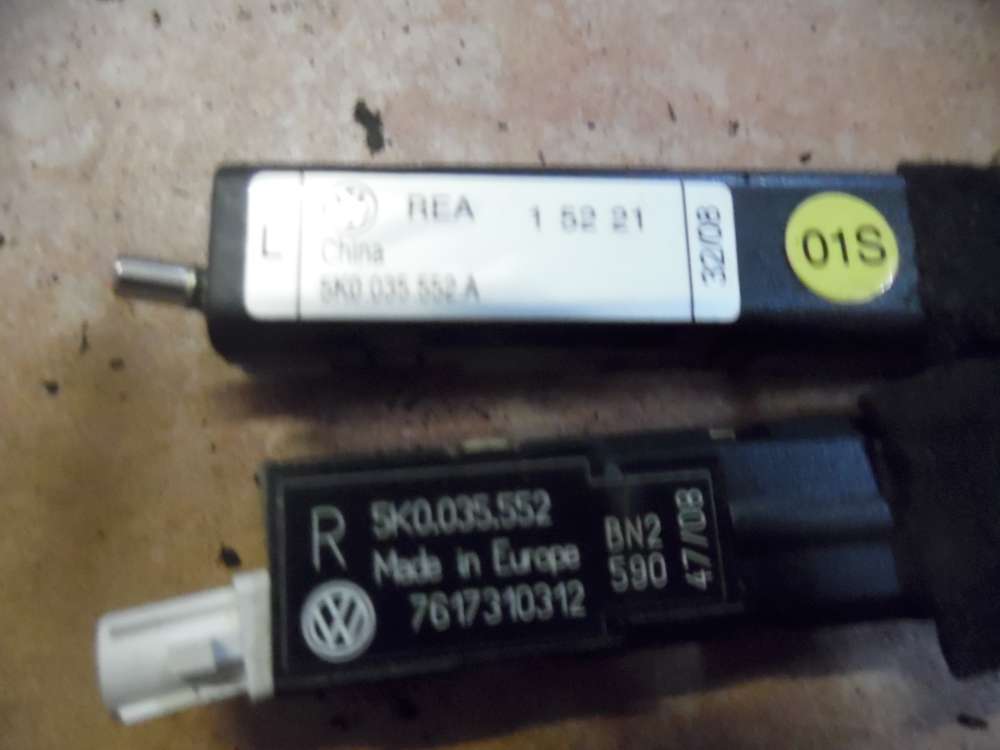 L
REA 1 52 21
China
5K0 035 552 A
32/08
01S
R
5K0.035.552
Made in Europe
7617310312
BN2
590
47/08